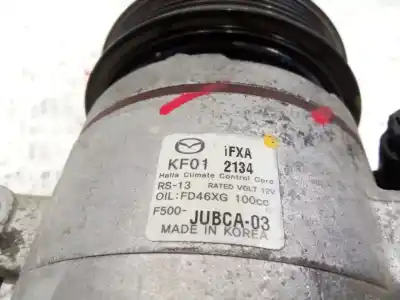 iFXA
KF01 2134
Halla Climate Control Corp
RS-13 RATED VOLT 12V
OIL:FD46XG 100cc
F500-JUBCA-03
MADE IN KOREA